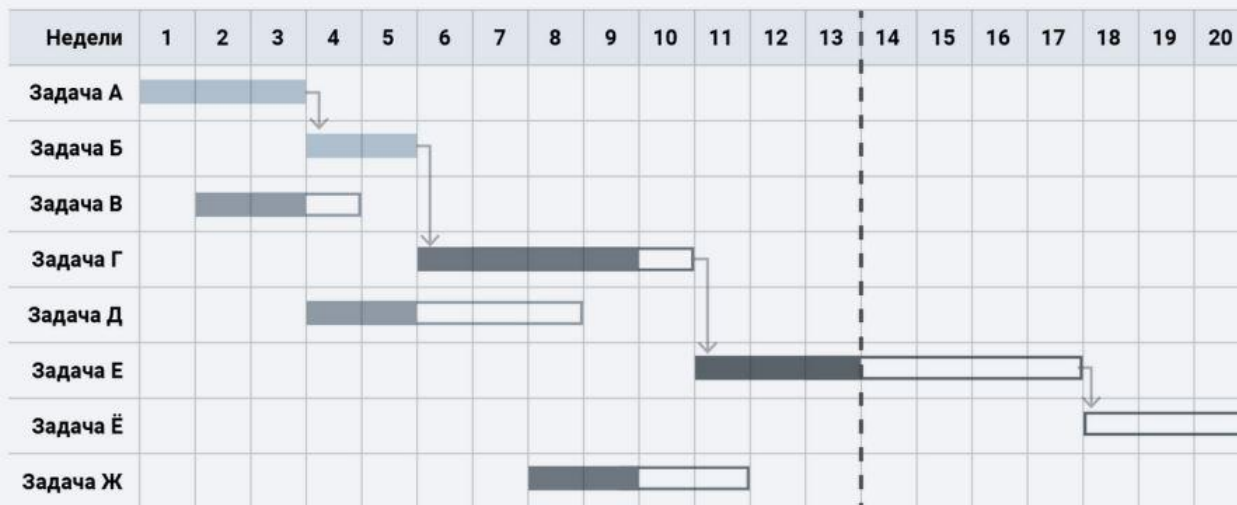 Недели 1 2 3 4 5 6 7 8 9 10 11 12 13 14 15 16 17 18 19 20
Задача А
Задача Б
Задача В
Задача Г
Задача Д
Задача Е
Задача Ё
Задача Ж